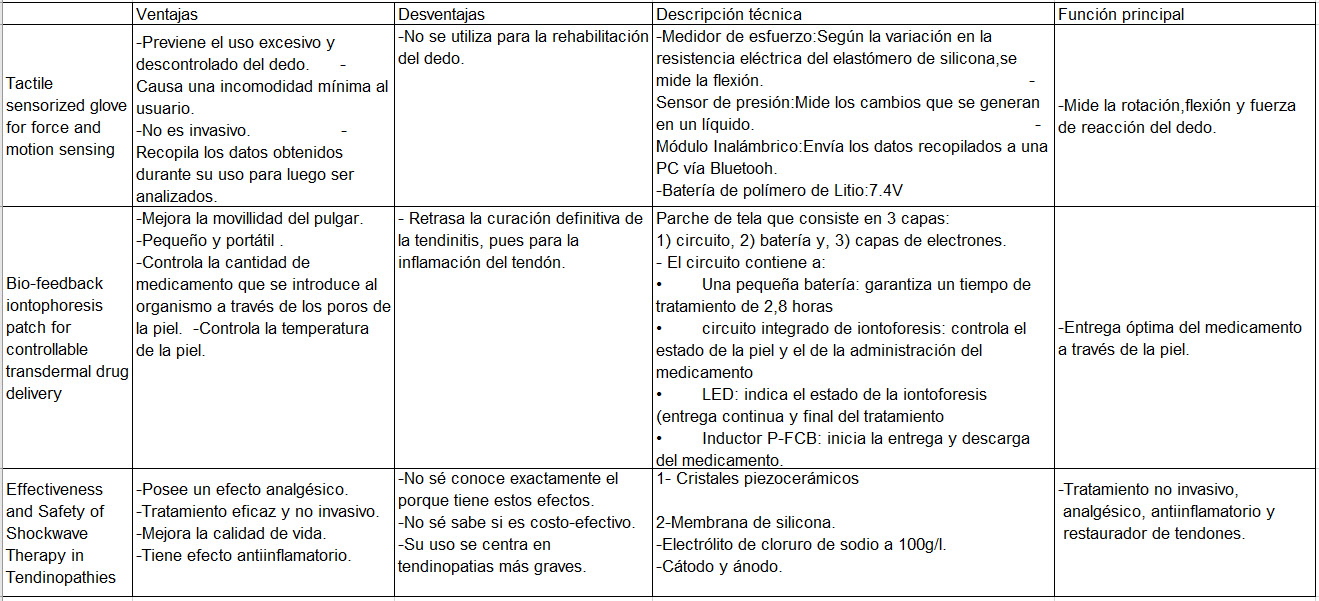 Ventajas
Desventajas
Descripción técnica
Función principal
Tactile
sensorized glove
for force and
motion sensing
-Previene el uso excesivo y
descontrolado del dedo. -
Causa una incomodidad mínima al
usuario.
-No es invasivo. -
Recopila los datos obtenidos
durante su uso para luego ser
analizados.
-No se utiliza para la rehabilitación
del dedo.
-Medidor de esfuerzo:Según la variación en la
resistencia eléctrica del elastómero de silicona,se
mide la flexión. -
Sensor de presión:Mide los cambios que se generan
en un líquido. -
Módulo Inalámbrico:Envía los datos recopilados a una
PC vía Bluetooh.
-Batería de polímero de Litio:7.4V
-Mide la rotación,flexión y fuerza
de reacción del dedo.
Bio-feedback
iontophoresis
patch for
controllable
transdermal drug
delivery
-Mejora la movillidad del pulgar.
-Pequeño y portátil .
-Controla la cantidad de
medicamento que se introduce al
organismo a través de los poros de
la piel. -Controla la temperatura
de la piel.
- Retrasa la curación definitiva de
la tendinitis, pues para la
inflamación del tendón.
Parche de tela que consiste en 3 capas:
1) circuito, 2) batería y, 3) capas de electrones.
- El circuito contiene a:
• Una pequeña batería: garantiza un tiempo de
tratamiento de 2,8 horas
• circuito integrado de iontoforesis: controla el
estado de la piel y el de la administración del
medicamento
• LED: indica el estado de la iontoforesis
(entrega continua y final del tratamiento
• Inductor P-FCB: inicia la entrega y descarga
del medicamento.
-Entrega óptima del medicamento
a través de la piel.
Effectiveness
and Safety of
Shockwave
Therapy in
Tendinopathies
-Posee un efecto analgésico.
-Tratamiento eficaz y no invasivo.
-Mejora la calidad de vida.
-Tiene efecto antiinflamatorio.
-No sé conoce exactamente el
porque tiene estos efectos.
-No sé sabe si es costo-efectivo.
-Su uso se centra en
tendinopatias más graves.
1- Cristales piezocerámicos
2-Membrana de silicona.
-Electrólito de cloruro de sodio a 100g/l.
-Cátodo y ánodo.
-Tratamiento no invasivo,
analgésico, antiinflamatorio y
restaurador de tendones.